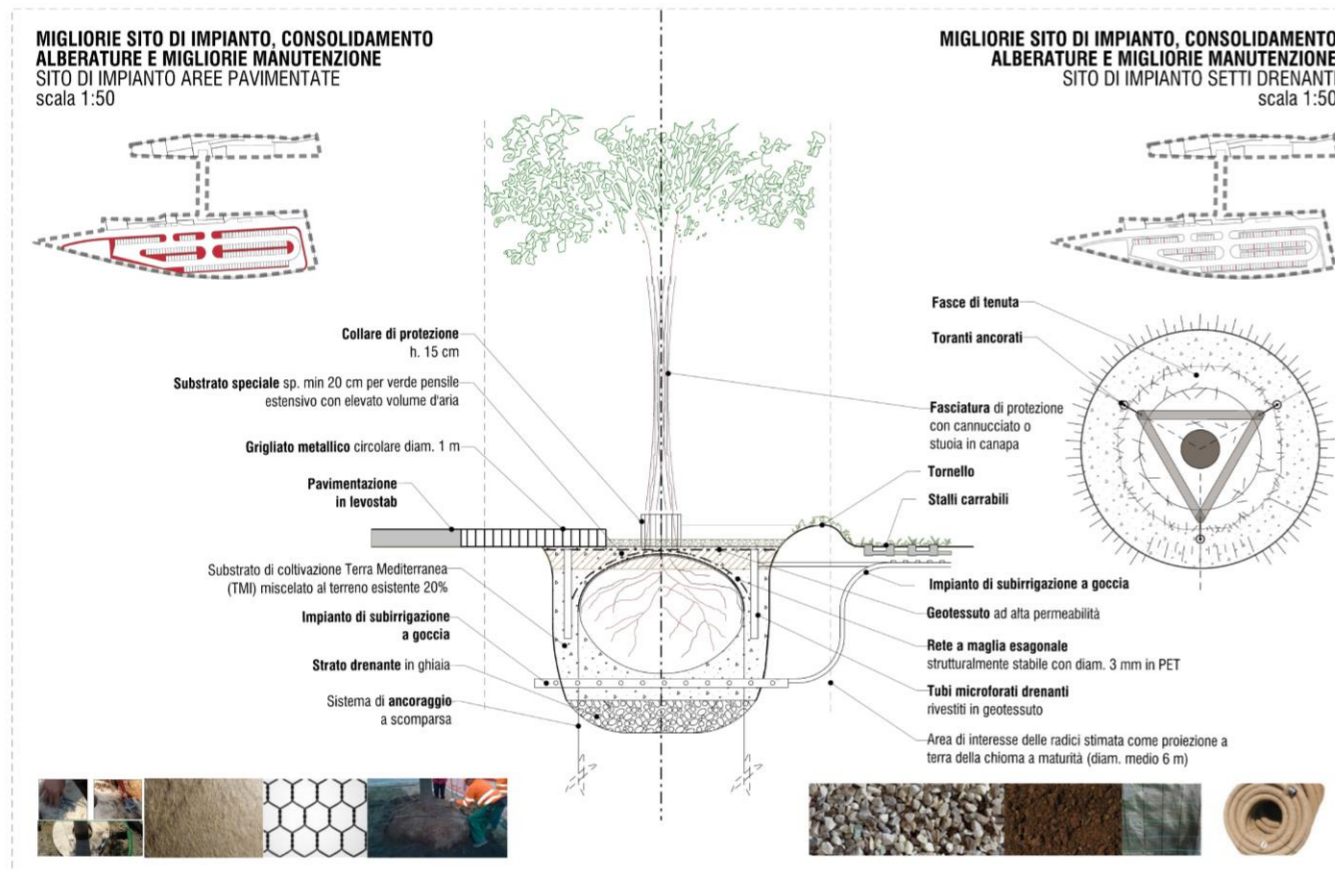 MIGLIORIE SITO DI IMPIANTO, CONSOLIDAMENTO
ALBERATURE E MIGLIORIE MANUTENZIONE
SITO DI IMPIANTO AREE PAVIMENTATE
scala 1:50
MIGLIORIE SITO DI IMPIANTO, CONSOLIDAMENTO
ALBERATURE E MIGLIORIE MANUTENZIONE
SITO DI IMPIANTO SETTI DRENANTI
scala 1:50
Collare di protezione
h. 15 cm
Substrato speciale sp. min 20 cm per verde pensile
estensivo con elevato volume d'aria
Grigliato metallico circolare diam. 1 m
Pavimentazione
in levostab
Substrato di coltivazione Terra Mediterranea
(TMI) miscelato al terreno esistente 20%
Impianto di subirrigazione
a goccia
Strato drenante in ghiaia
Sistema di ancoraggio
a scomparsa
Fasce di tenuta
Toranti ancorati
Fasciatura di protezione
con cannucciato o
stuoia in canapa
Tornello
Stalli carrabili
Impianto di subirrigazione a goccia
Geotessuto ad alta permeabilità
Rete a maglia esagonale
strutturalmente stabile con diam. 3 mm in PET
Tubi microforati drenanti
rivestiti in geotessuto
Area di interesse delle radici stimata come proiezione a
terra della chioma a maturità (diam. medio 6 m)